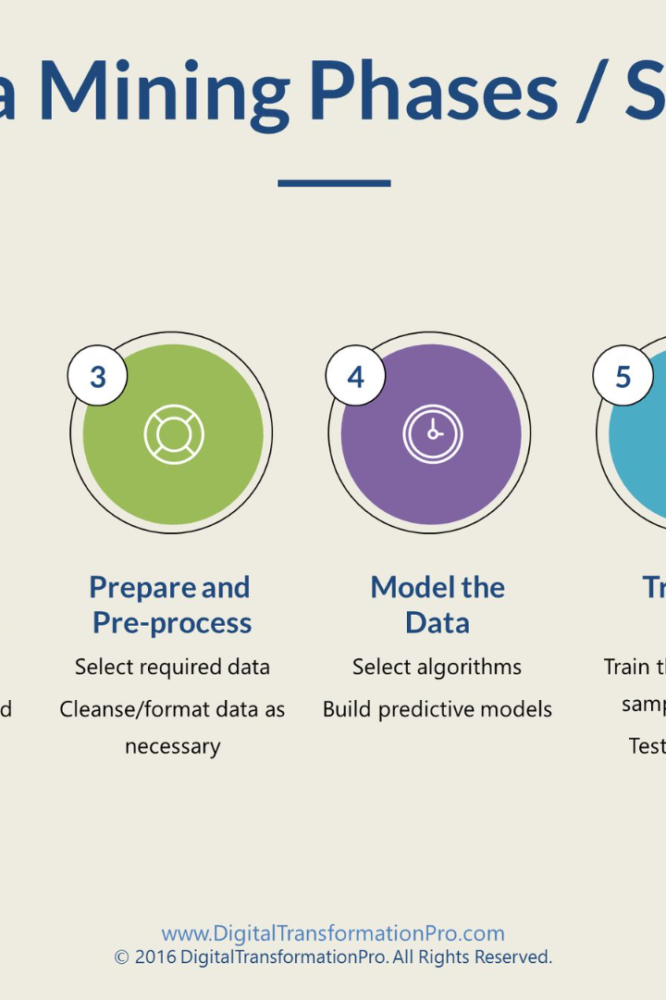 a Mining Phases / S
3
4
5
Prepare and
Pre-process
Select required data
Cleanse/format data as
necessary
Model the
Data
Select algorithms
Build predictive models
Tr
Train t
samp
Test
d
www.DigitalTransformationPro.com
© 2016 DigitalTransformationPro. All Rights Reserved.